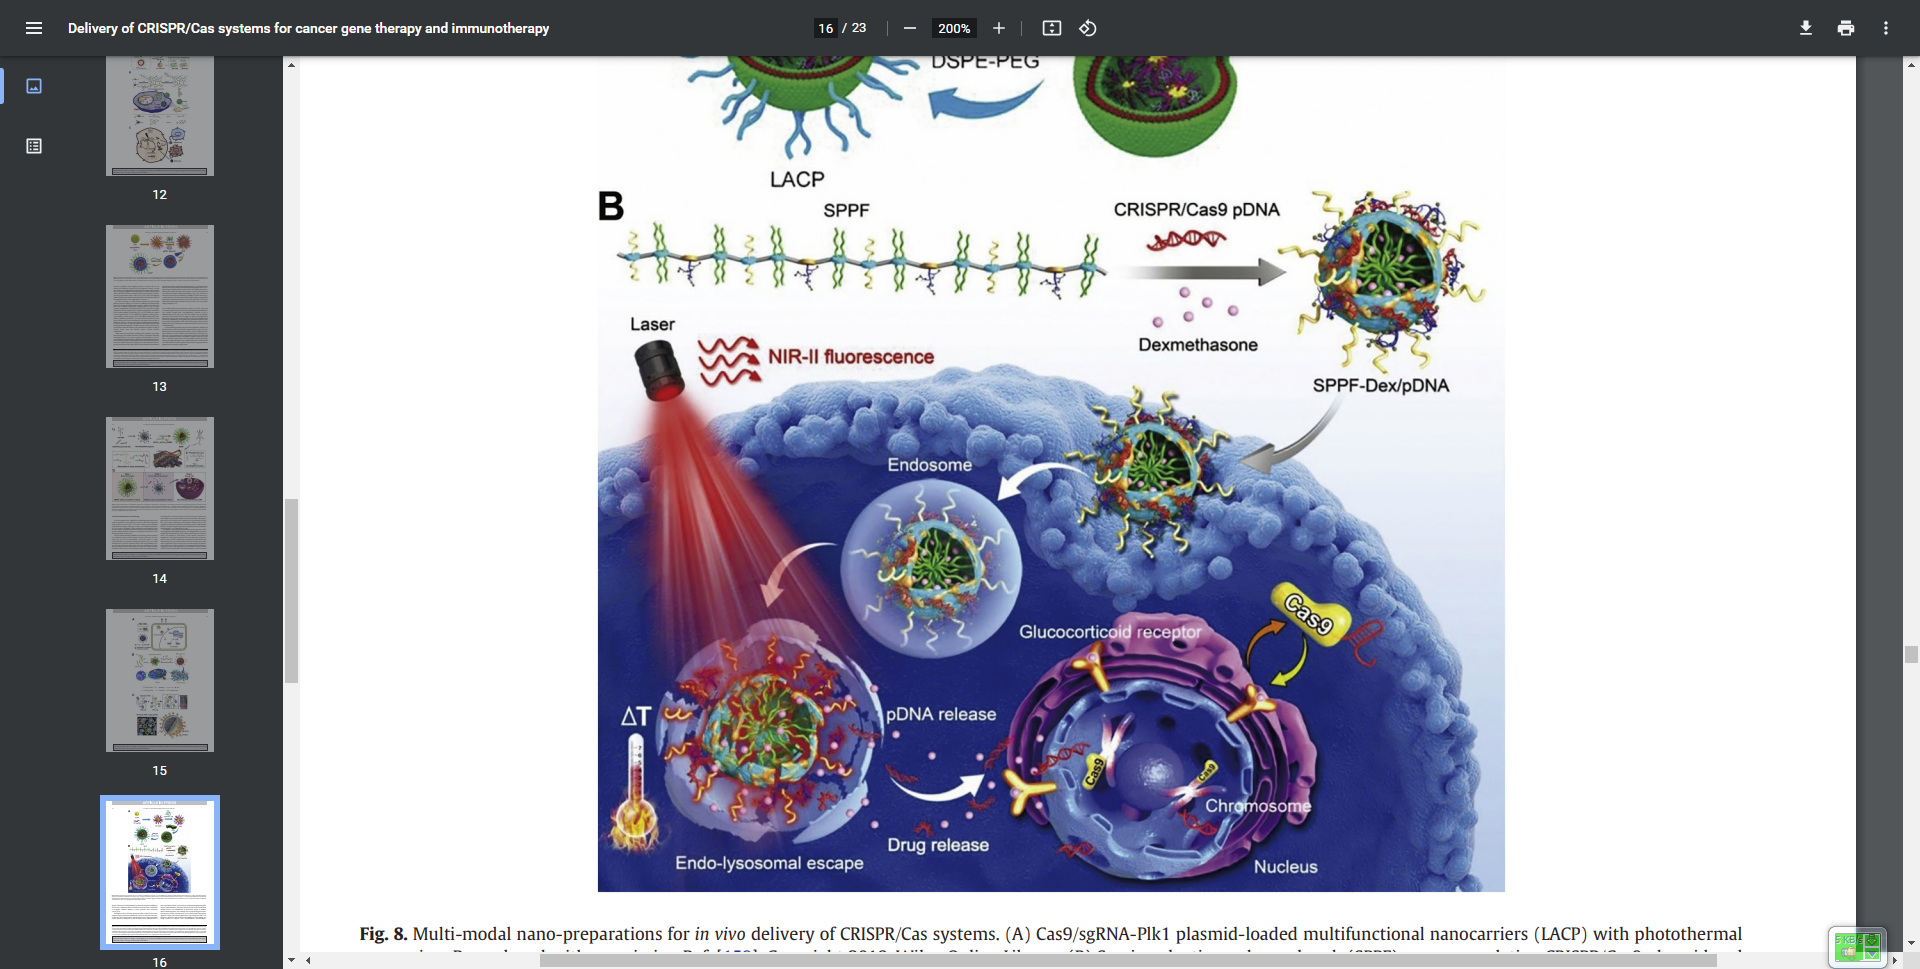 Delivery of CRISPR/Cas systems for cancer gene therapy and immunotherapy
16 / 23
200%
12
13
14
15
16
DSPE-PEG
LACP
B
SPPF
CRISPR/Cas9 pDNA
Dexmethasone
SPPF-Dex/pDNA
Laser
NIR-II fluorescence
Endosome
Glucocorticoid receptor
Cas9
ΔT
pDNA release
Cas9
Cas9
Chromosome
Drug release
Endo-lysosomal escape
Nucleus
Fig. 8. Multi-modal nano-preparations for in vivo delivery of CRISPR/Cas systems. (A) Cas9/sgRNA-Plk1 plasmid-loaded multifunctional nanocarriers (LACP) with photothermal